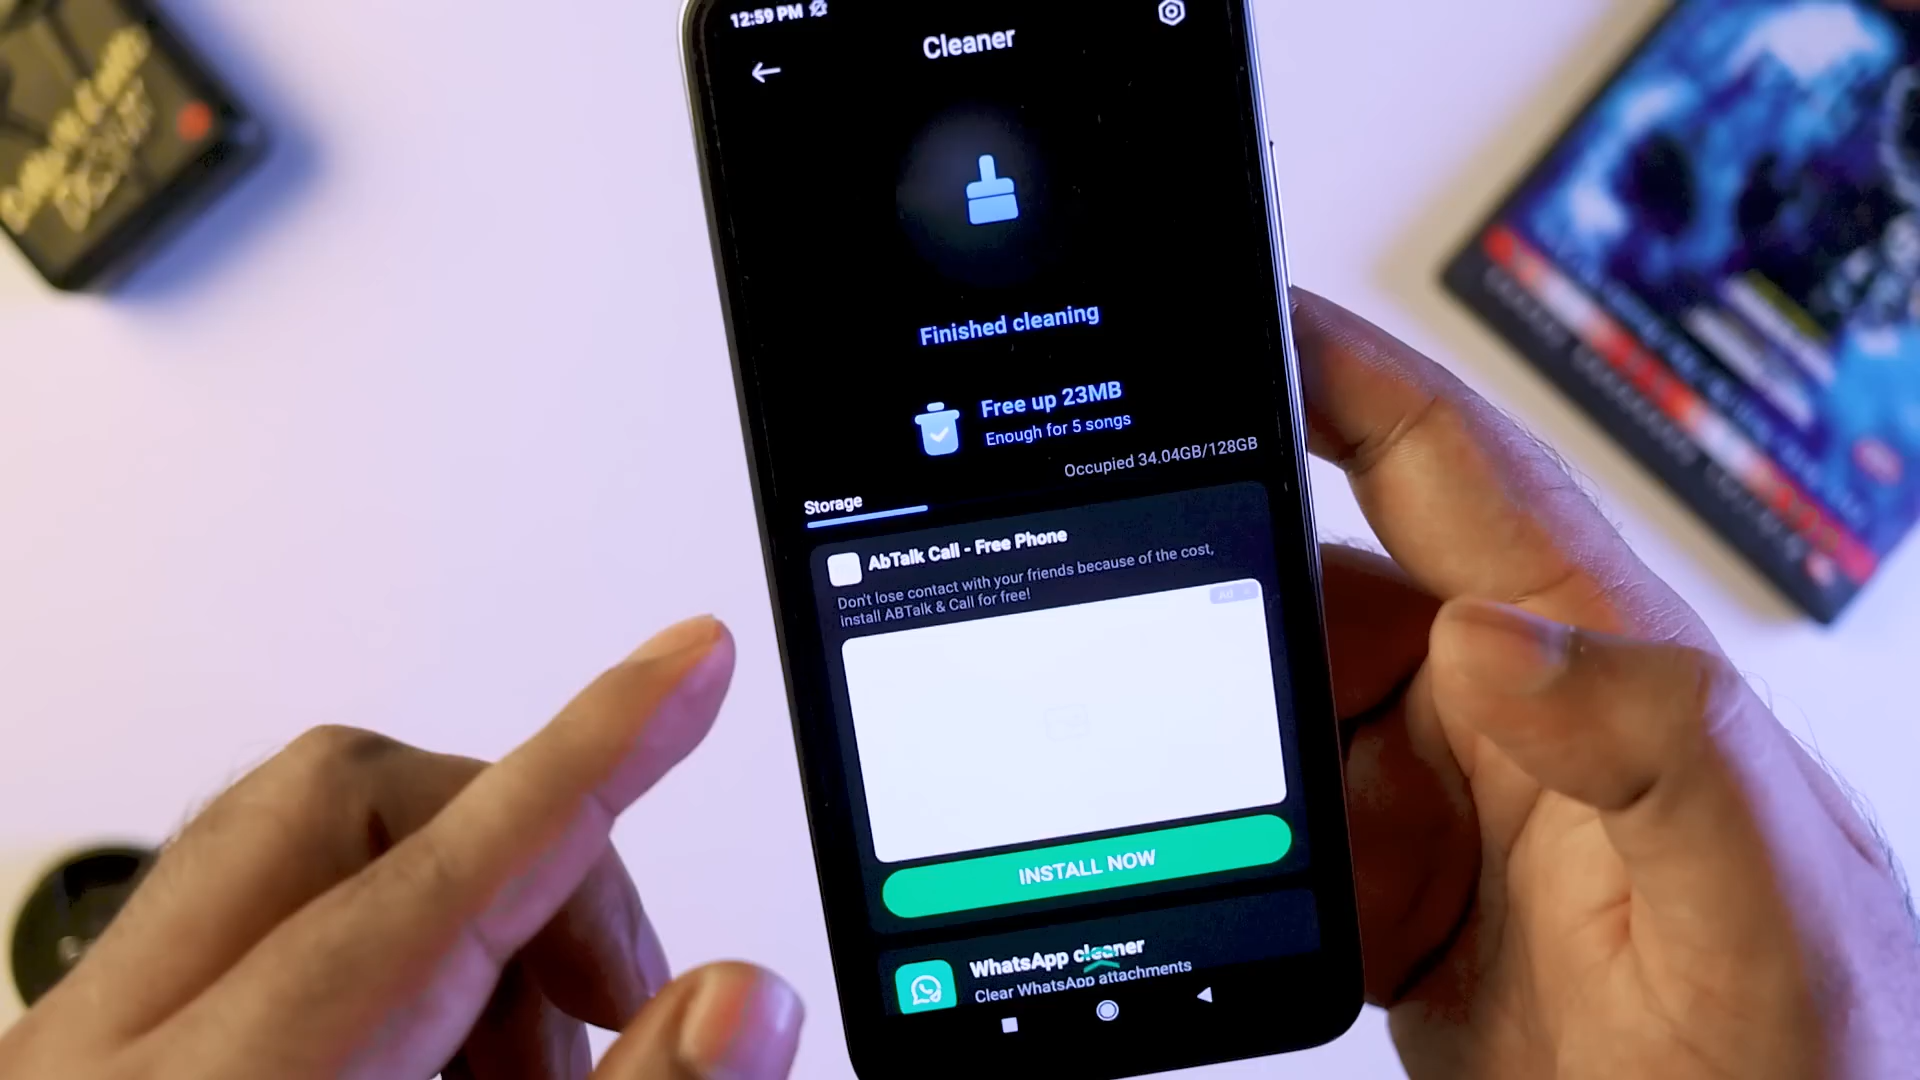 12:59 PM
Cleaner
Finished cleaning
Free up 23MB
Enough for 5 songs
Occupied 34.04GB/128GB
Storage
AbTalk Call - Free Phone
Don't lose contact with your friends because of the cost,
install ABTalk & Call for free!
Ad
INSTALL NOW
WhatsApp cleaner
Clear WhatsApp attachments